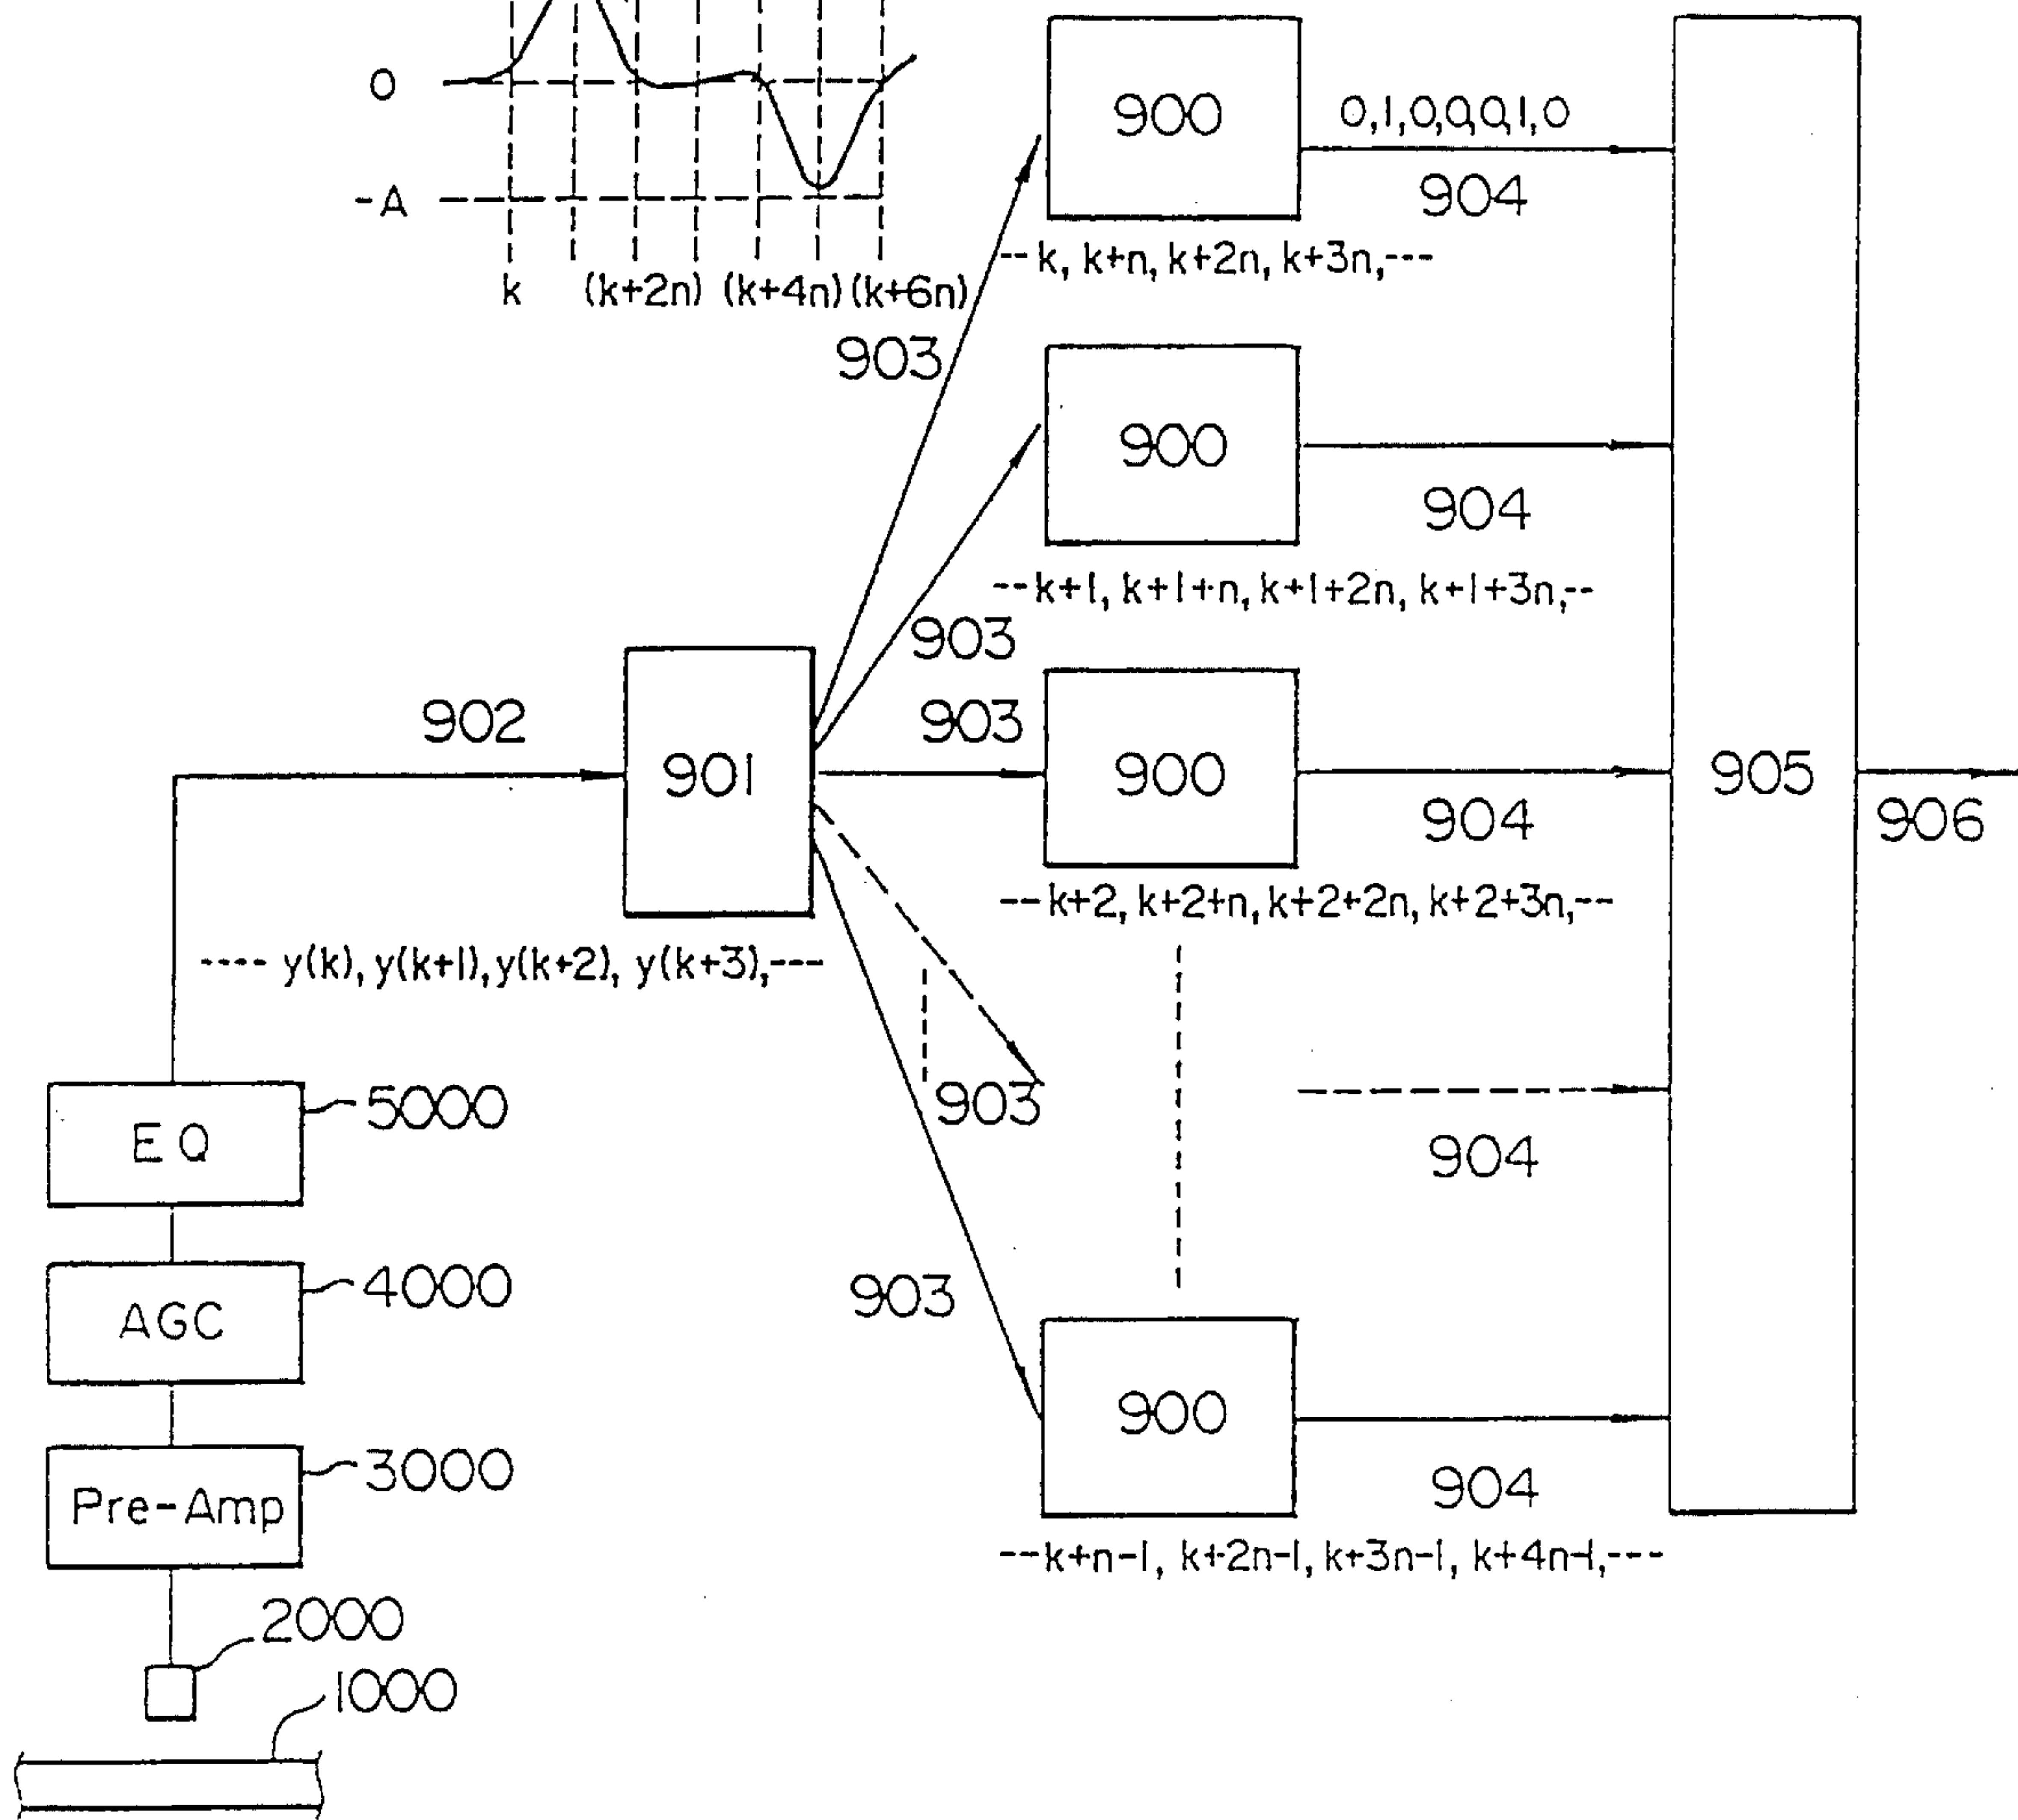 0
-A
k (k+2n) (k+4n) (k+6n)
900
0,1,0,0,0,1,0
904
--k, k+n, k+2n, k+3n,---
903
900
904
--k+1, k+1+n, k+1+2n, k+1+3n,--
903
902
903
901
900
904
905
906
--k+2, k+2+n, k+2+2n, k+2+3n,--
---- y(k), y(k+1), y(k+2), y(k+3),---
903
904
5000
EQ
4000
AGC
903
900
904
3000
Pre-Amp
--k+n-1, k+2n-1, k+3n-1, k+4n-1,---
2000
1000